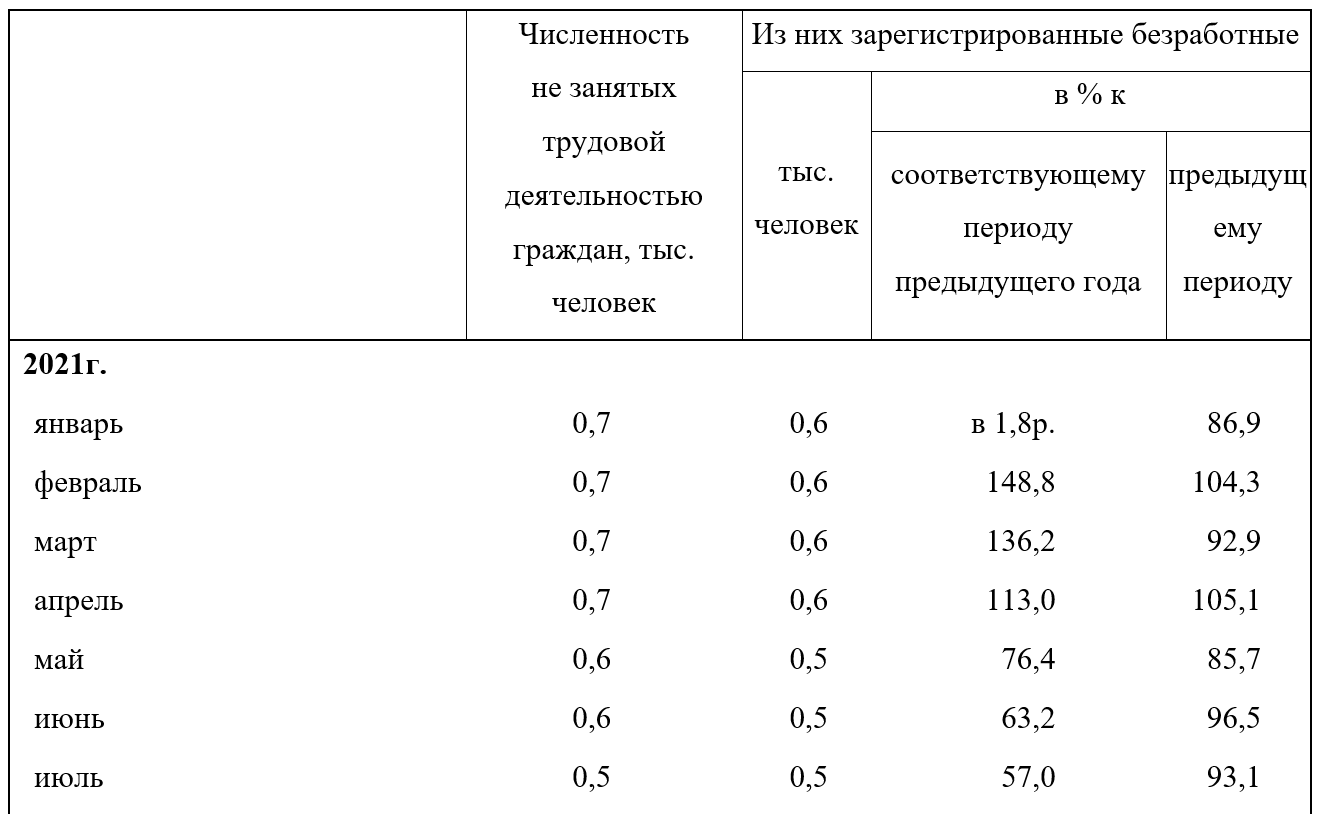 Численность
не занятых
трудовой
деятельностью
граждан, тыс.
человек
Из них зарегистрированные безработные
тыс.
человек
в % к
соответствующему
периоду
предыдущего года
предыдущ
ему
периоду
2021г.
январь 0,7 0,6 в 1,8р. 86,9
февраль 0,7 0,6 148,8 104,3
март 0,7 0,6 136,2 92,9
апрель 0,7 0,6 113,0 105,1
май 0,6 0,5 76,4 85,7
июнь 0,6 0,5 63,2 96,5
июль 0,5 0,5 57,0 93,1